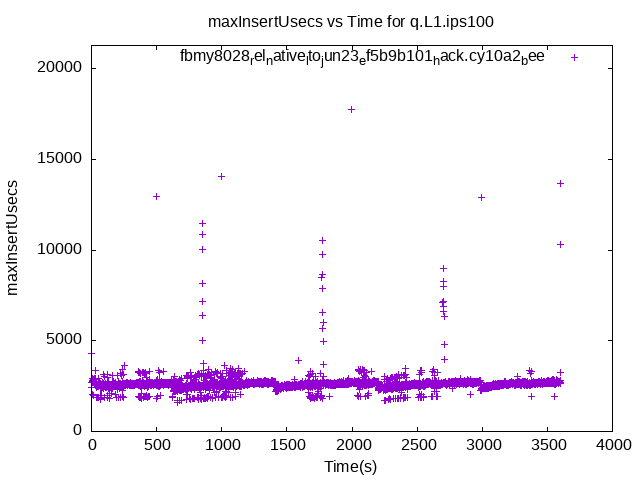 maxInsertUsecs vs Time for q.L1.ips100
fbmy8028relnativeltojun23ef5b9b101hack.cy10a2bee
20000
15000
10000
5000
0
maxInsertUsecs
0 500 1000 1500 2000 2500 3000 3500 4000
Time(s)